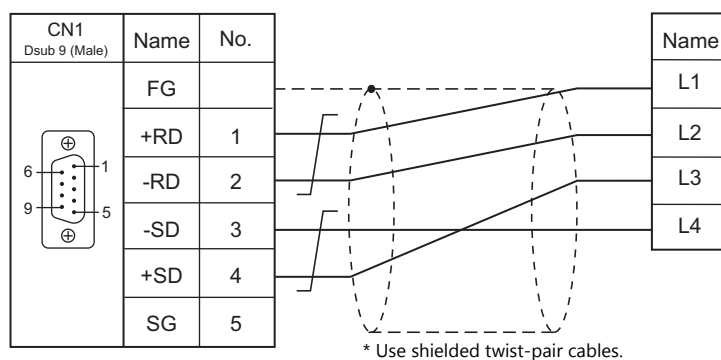 CN1
Dsub 9 (Male)
Name No.
Name
FG
L1
+RD 1
L2
6 1
-RD 2
L3
9 5
-SD 3
L4
+SD 4
SG 5
* Use shielded twist-pair cables.